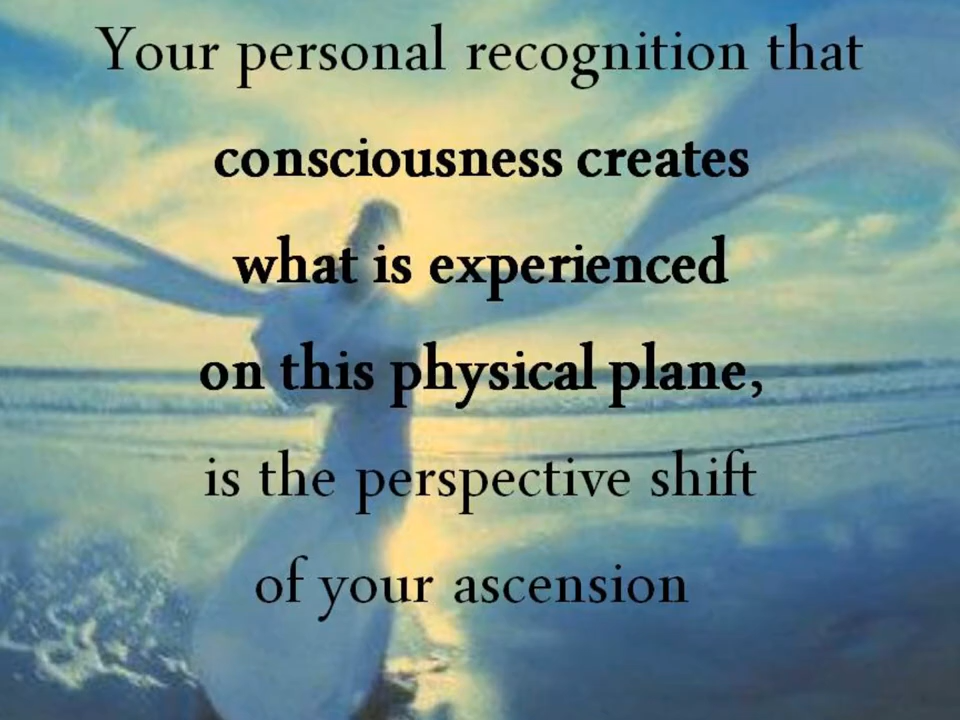 Your personal recognition that
consciousness creates
what is experienced
on this physical plane,
is the perspective shift
of your ascension